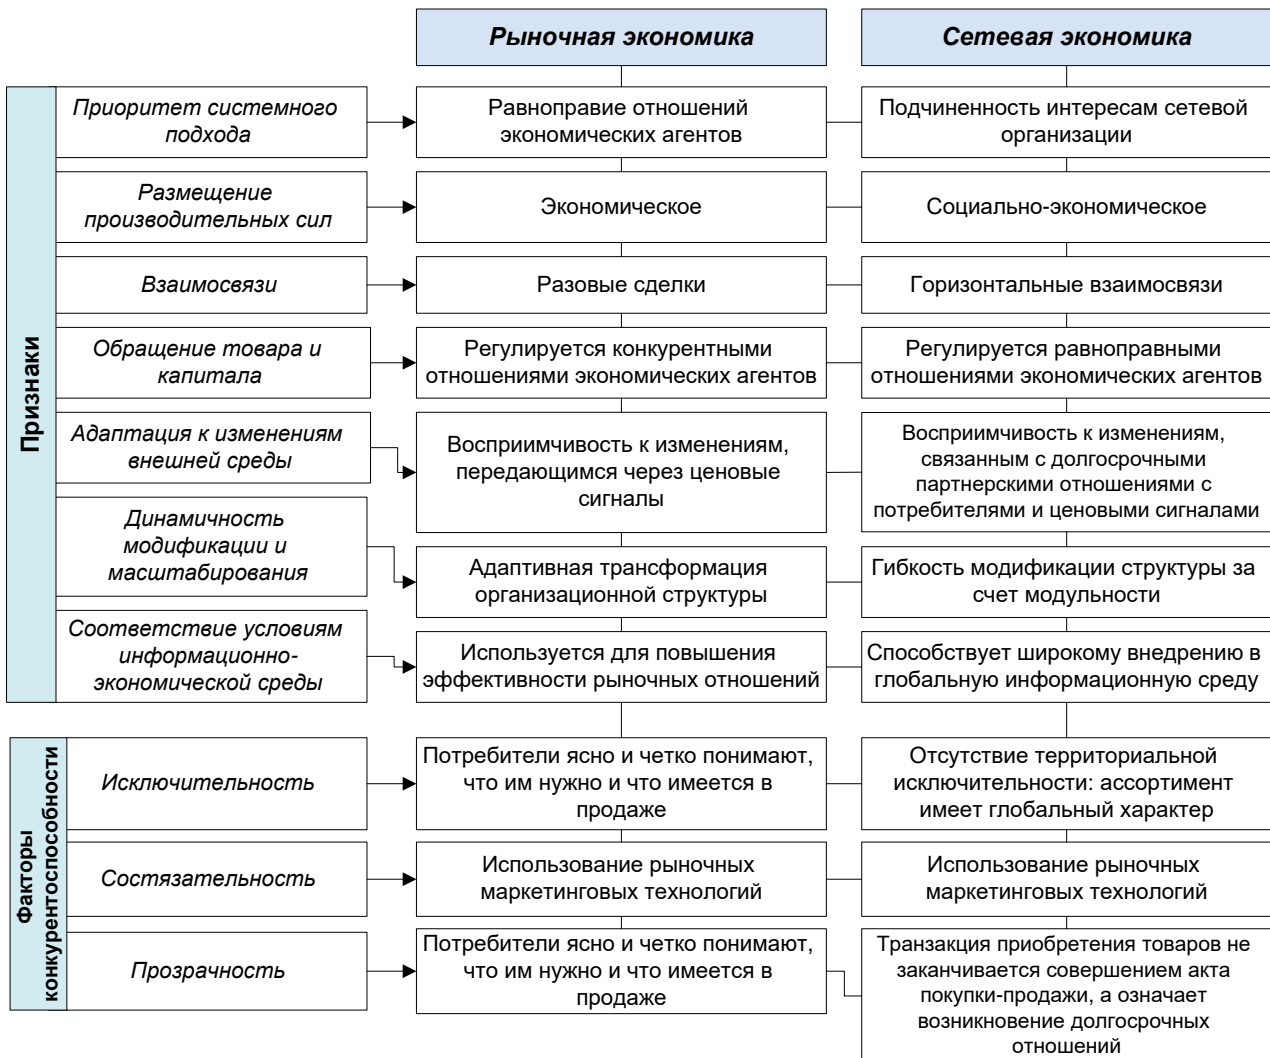 Рыночная экономика
Сетевая экономика
Признаки
Приоритет системного
подхода
Равноправие отношений
экономических агентов
Подчиненность интересам сетевой
организации
Размещение
производительных сил
Экономическое
Социально-экономическое
Взаимосвязи
Разовые сделки
Горизонтальные взаимосвязи
Обращение товара и
капитала
Регулируется конкурентными
отношениями экономических агентов
Регулируется равноправными
отношениями экономических агентов
Адаптация к изменениям
внешней среды
Восприимчивость к изменениям,
передающимся через ценовые
сигналы
Восприимчивость к изменениям,
связанным с долгосрочными
партнерскими отношениями с
потребителями и ценовыми сигналами
Динамичность
модификации и
масштабирования
Адаптивная трансформация
организационной структуры
Гибкость модификации структуры за
счет модульности
Соответствие условиям
информационно-
экономической среды
Используется для повышения
эффективности рыночных отношений
Способствует широкому внедрению в
глобальную информационную среду
Факторы
конкурентоспособности
Исключительность
Потребители ясно и четко понимают,
что им нужно и что имеется в
продаже
Отсутствие территориальной
исключительности: ассортимент
имеет глобальный характер
Состязательность
Использование рыночных
маркетинговых технологий
Использование рыночных
маркетинговых технологий
Прозрачность
Потребители ясно и четко понимают,
что им нужно и что имеется в
продаже
Транзакция приобретения товаров не
заканчивается совершением акта
покупки-продажи, а означает
возникновение долгосрочных
отношений